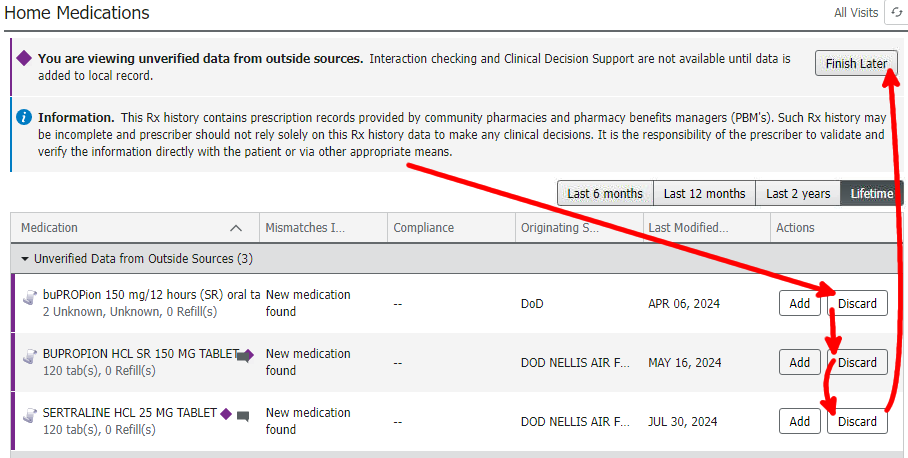 Home Medications
All Visits
You are viewing unverified data from outside sources. Interaction checking and Clinical Decision Support are not available until data is
added to local record.
Finish Later
Information. This Rx history contains prescription records provided by community pharmacies and pharmacy benefits managers (PBM's). Such Rx history may
be incomplete and prescriber should not rely solely on this Rx history data to make any clinical decisions. It is the responsibility of the prescriber to validate and
verify the information directly with the patient or via other appropriate means.
Last 6 months Last 12 months Last 2 years Lifetime
Medication Mismatches I... Compliance Originating S... Last Modified... Actions
Unverified Data from Outside Sources (3)
buPROPion 150 mg/12 hours (SR) oral ta New medication found -- DoD APR 06, 2024 Add Discard
2 Unknown, Unknown, 0 Refill(s)
BUPROPION HCL SR 150 MG TABLET New medication found -- DOD NELLIS AIR F... MAY 16, 2024 Add Discard
120 tab(s), 0 Refill(s)
SERTRALINE HCL 25 MG TABLET New medication found -- DOD NELLIS AIR F... JUL 30, 2024 Add Discard
120 tab(s), 0 Refill(s)